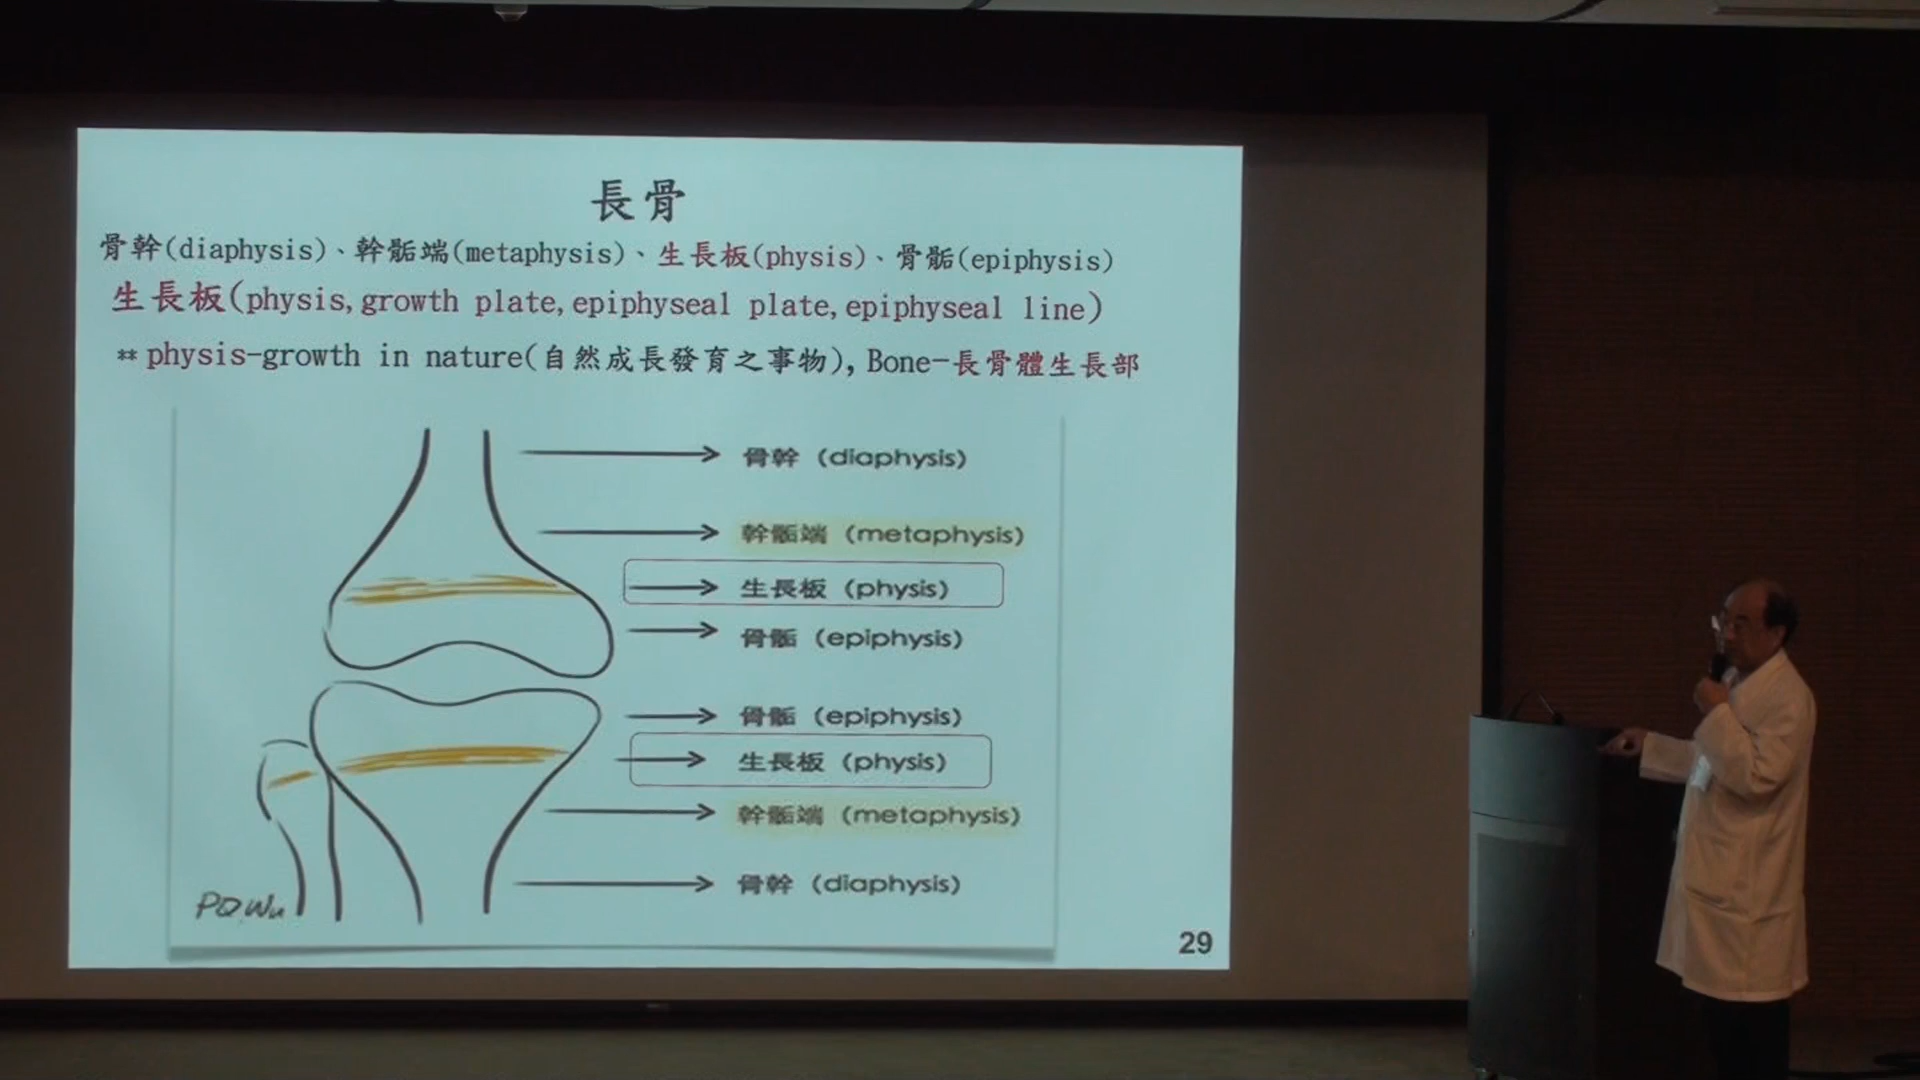 長骨
骨幹(diaphysis)、幹骺端(metaphysis)、生長板(physis)、骨骺(epiphysis)
生長板(physis,growth plate,epiphyseal plate,epiphyseal line)
** physis-growth in nature(自然成長發育之事物), Bone-長骨體生長部
骨幹 (diaphysis)
幹骺端 (metaphysis)
生長板 (physis)
骨骺 (epiphysis)
骨骺 (epiphysis)
生長板 (physis)
幹骺端 (metaphysis)
骨幹 (diaphysis)
PQWu
29